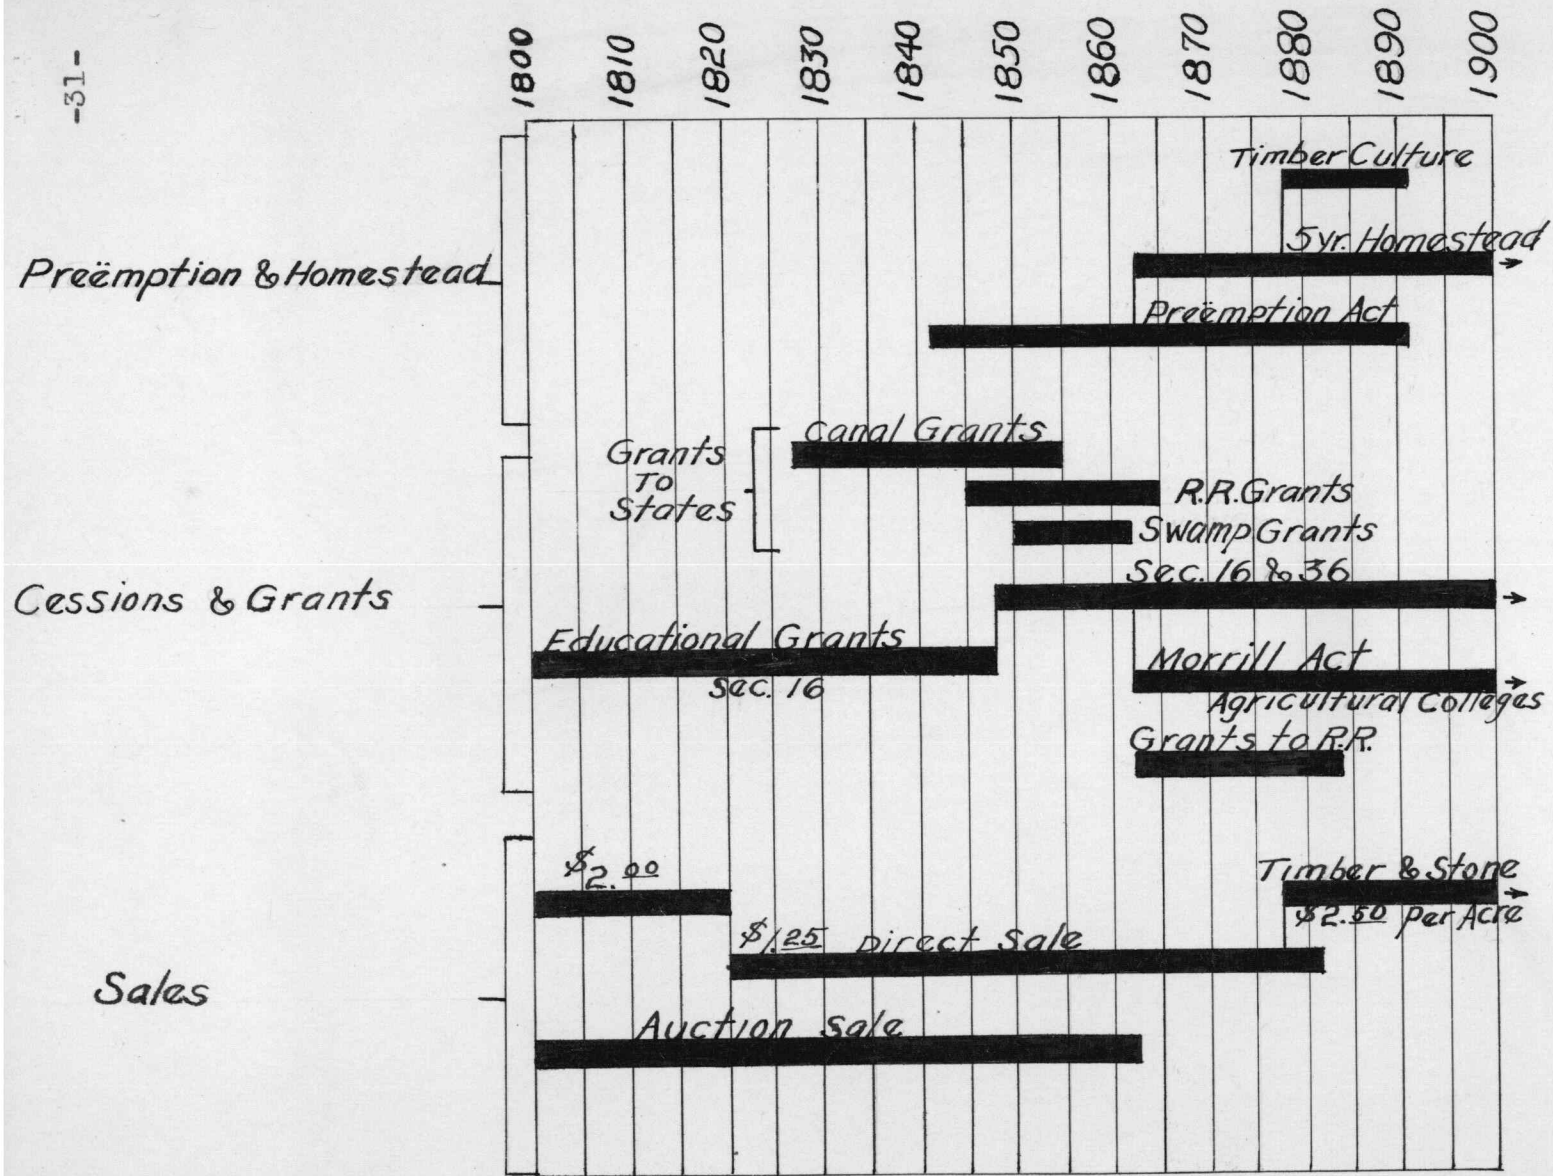 -31-
1800 1810 1820 1830 1840 1850 1860 1870 1880 1890 1900
Timber Culture
5yr. Homestead →
Preëmption & Homestead
Preëmption Act
Canal Grants
Grants
To
States
R.R. Grants
Swamp Grants
Sec. 16 & 36
Cessions & Grants →
Educational Grants
Sec. 16
Morrill Act →
Agricultural Colleges
Grants to R.R.
$2.00
Timber & Stone →
$2.50 per Acre
$1.25 Direct Sale
Sales
Auction Sale